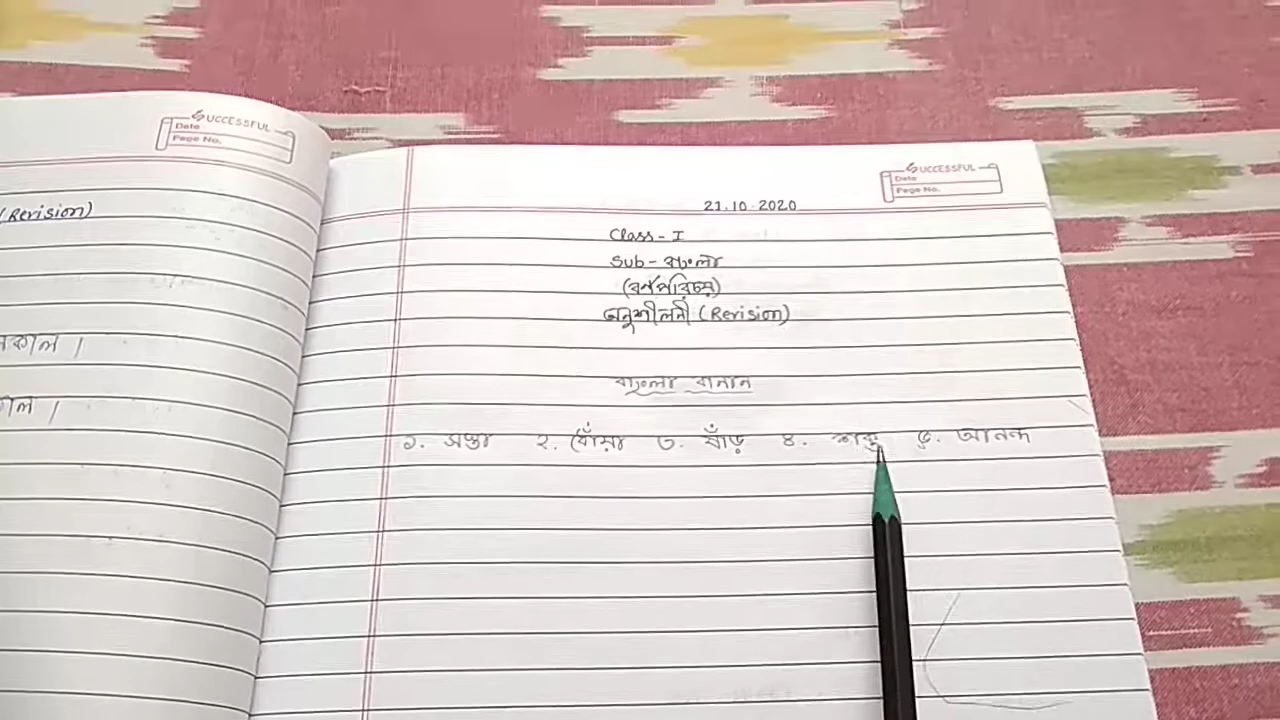 SUCCESSFUL
Date
Page No.
(Revision)
কাল ।
SUCCESSFUL
Date
Page No.
21.10.2020
Class - I
Sub - বাংলা
(বর্ণপরিচয়)
অনুশীলনী (Revision)
বাংলা বানান
১. সস্তা ২. ধোঁয়া ৩. ষাঁড় ৪. ৫. আনন্দ